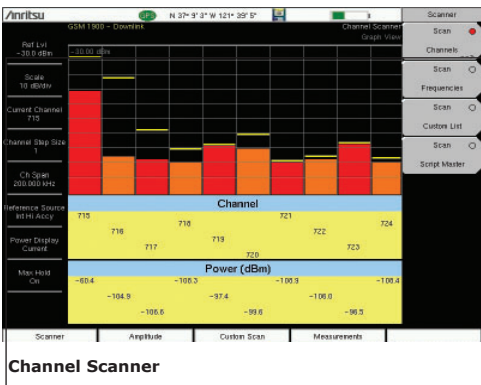 Anritsu GPS N 37° 9' 3" W 121° 39' 5" Scanner
GSM 1900 - Downlink Channel Scanner
Graph View
Ref Lvl
-30.0 dBm
-30.00 dBm
Scale
10 dB/div
Current Channel
715
Channel Step Size
1
Ch Span
200.000 kHz
Reference Source
Int Hi Accy
Power Display
Current
Max Hold
On
Scan
Channels
Scan
Frequencies
Scan
Custom List
Scan
Script Master
Channel
715 721
718 724
716 722
719
717 723
720
Power (dBm)
-60.4 -106.3 -106.9 -108.4
-104.9 -97.4 -106.0
-106.6 -99.6 -96.5
Scanner Amplitude Custom Scan Measurements
Channel Scanner